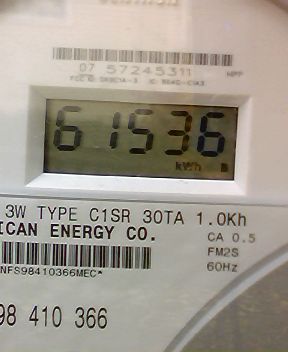 07 57245311
61536
kWh B
3W TYPE C1SR 30TA 1.0Kh
ICAN ENERGY CO.
CA 0.5
FM2S
60Hz
NFS98410366MEC*
98 410 366